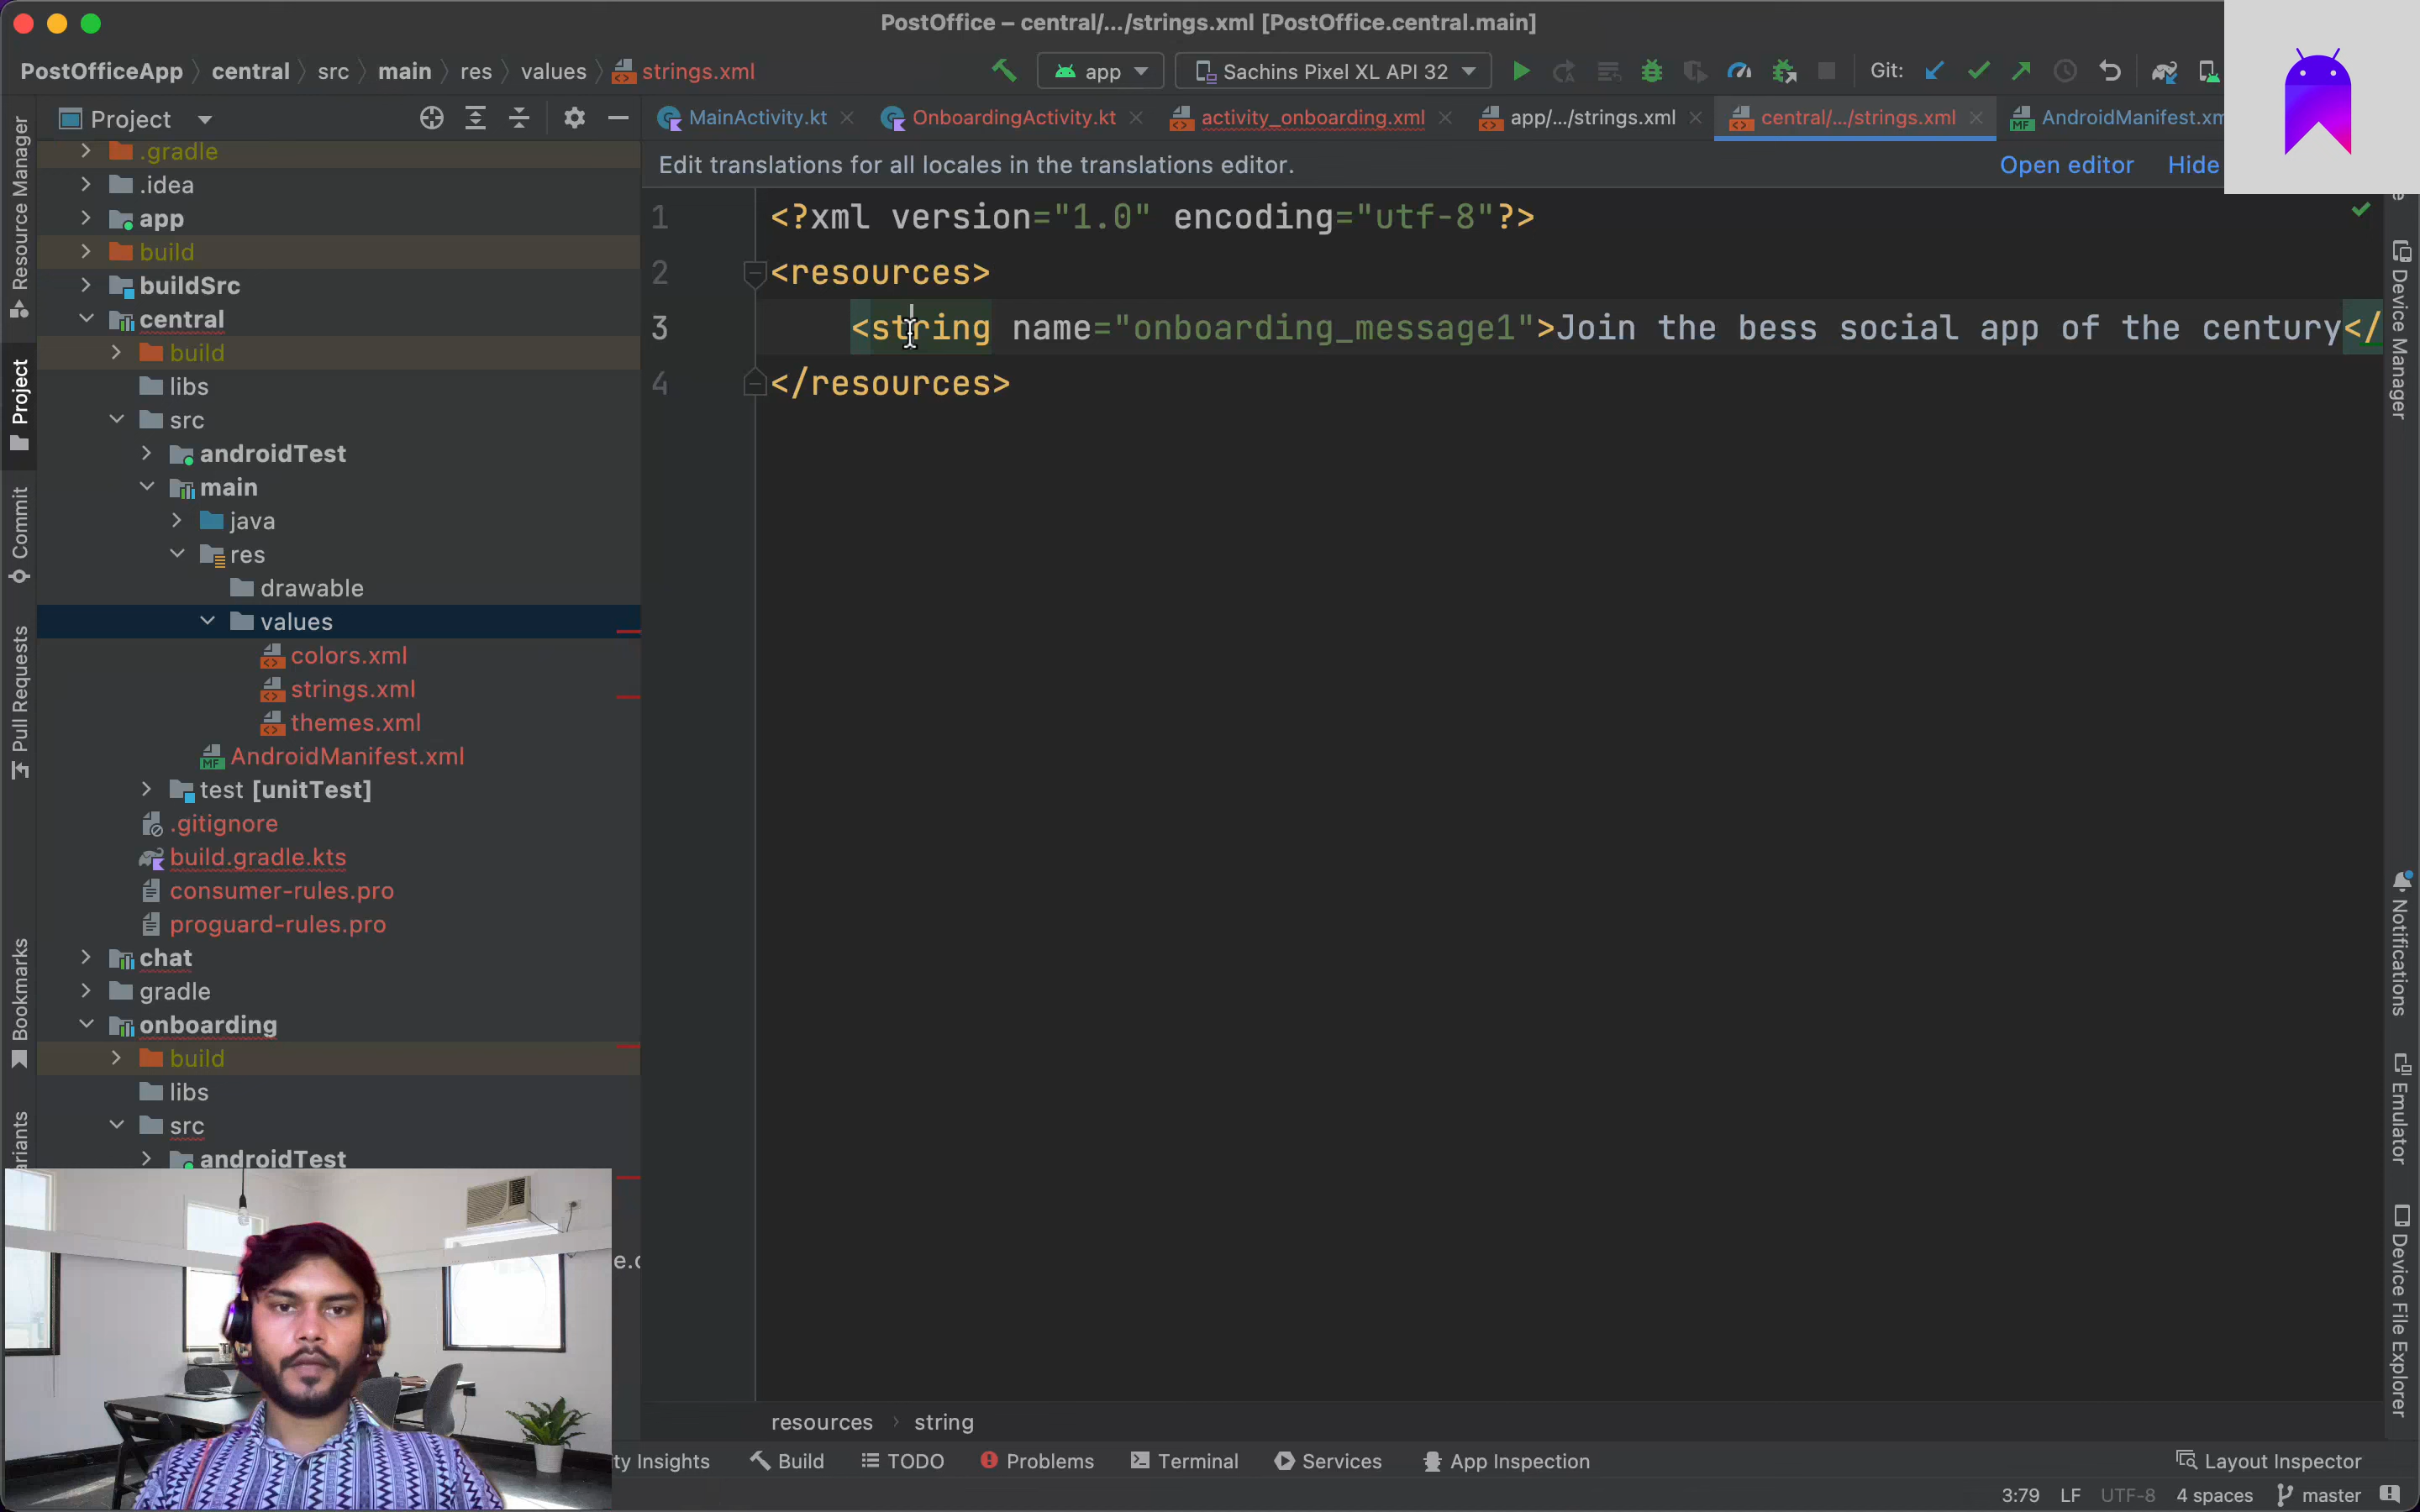 PostOffice – central/.../strings.xml [PostOffice.central.main]
PostOfficeApp central src main res values strings.xml
app
Sachins Pixel XL API 32
Git:
Project
MainActivity.kt
OnboardingActivity.kt
activity_onboarding.xml
app/.../strings.xml
central/.../strings.xml
AndroidManifest.xm
Edit translations for all locales in the translations editor.
Open editor
Hide
.gradle
.idea
app
build
buildSrc
central
build
libs
src
androidTest
main
java
res
drawable
values
colors.xml
strings.xml
themes.xml
AndroidManifest.xml
test [unitTest]
.gitignore
build.gradle.kts
consumer-rules.pro
proguard-rules.pro
chat
gradle
onboarding
build
libs
src
androidTest
1 <?xml version="1.0" encoding="utf-8"?>
2 <resources>
3 <string name="onboarding_message1">Join the bess social app of the century</
4 </resources>
Resource Manager
Project
Commit
Pull Requests
Bookmarks
ariants
Device Manager
Notifications
Emulator
Device File Explorer
resources string
ty Insights
Build
TODO
Problems
Terminal
Services
App Inspection
Layout Inspector
3:79
LF
UTF-8
4 spaces
master